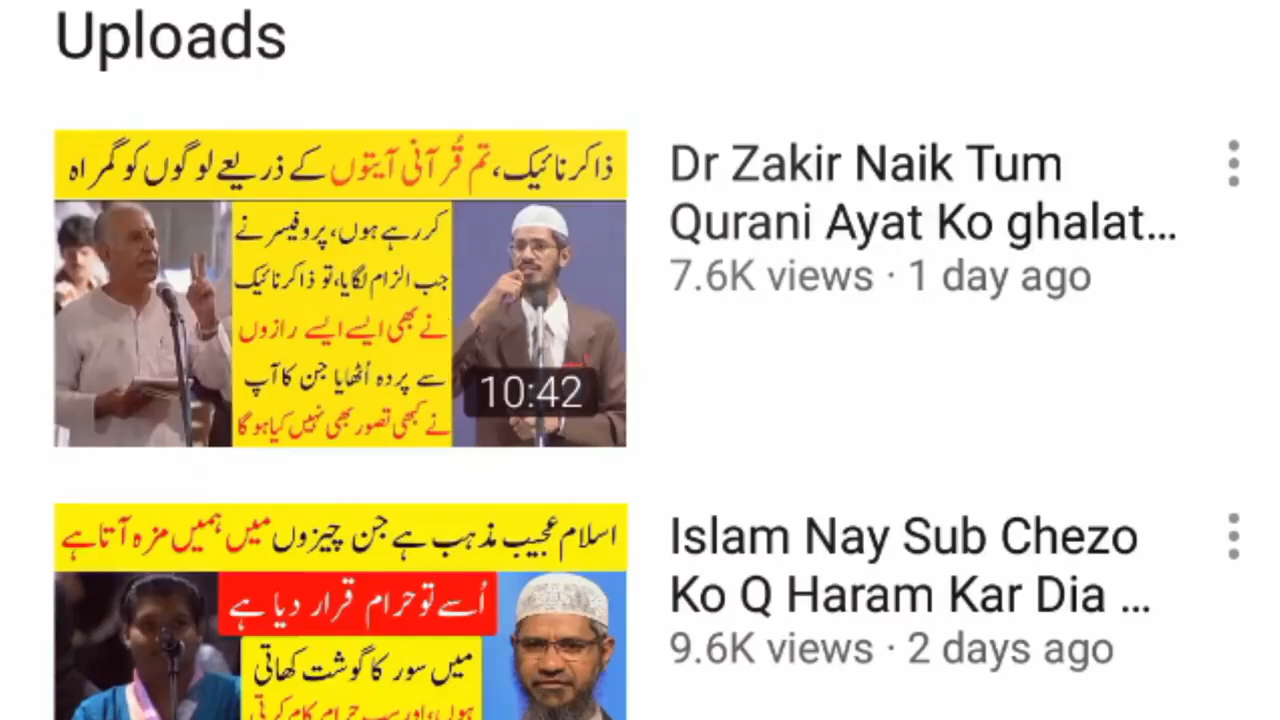 Uploads
ذاکر نائیک، تم قُرآنی آیتوں کے ذریعے لوگوں کو گمراہ
کررہے ہوں، پروفیسر نے
جب الزام لگایا، تو ذاکر نائیک
نے بھی ایسے ایسے رازوں
سے پردہ اُٹھایا جن کا آپ
نے کبھی تصور بھی نہیں کیا ہو گا
10:42
Dr Zakir Naik Tum
Qurani Ayat Ko ghalat...
7.6K views · 1 day ago
اسلام عجیب مذہب ہے جن چیزوں میں ہمیں مزہ آتا ہے
اُسے تو حرام قرار دیا ہے
میں سور کا گوشت کھاتی
Islam Nay Sub Chezo
Ko Q Haram Kar Dia ...
9.6K views · 2 days ago